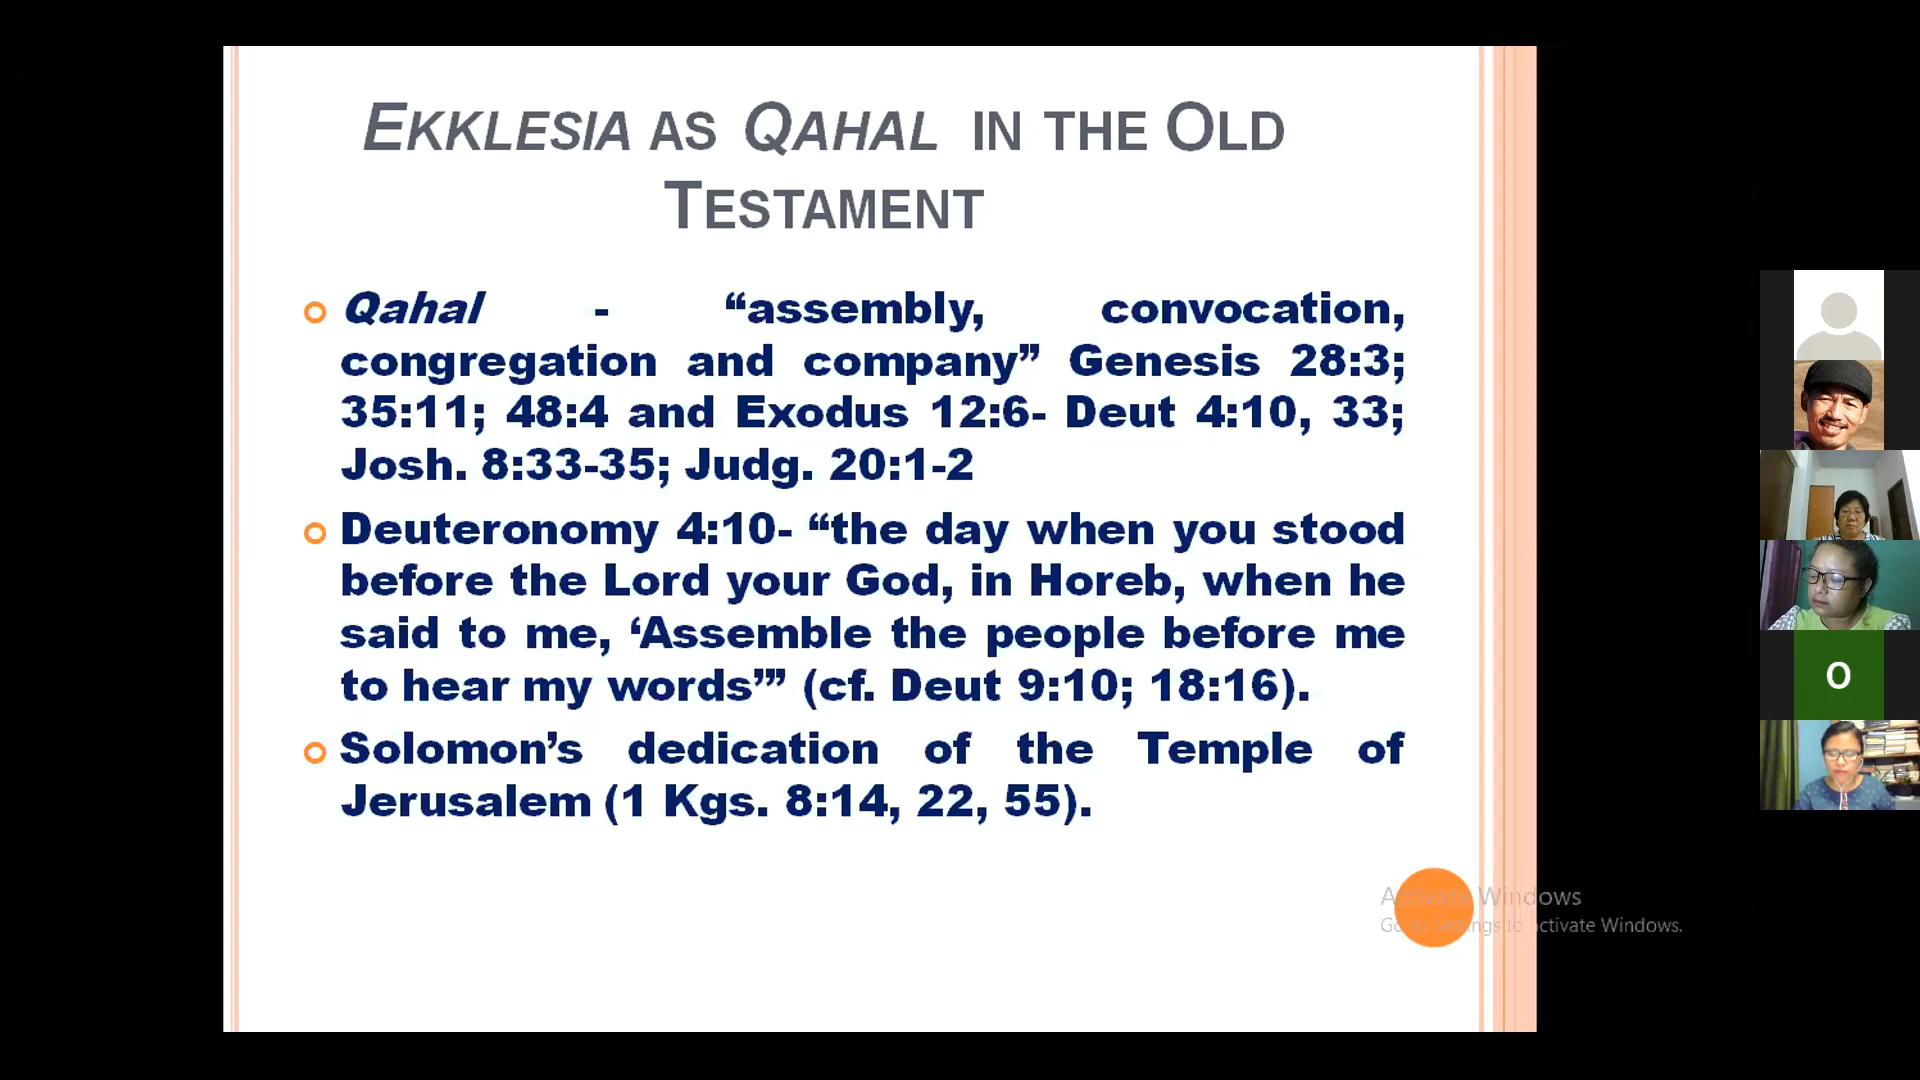 EKKLESIA AS QAHAL IN THE OLD
TESTAMENT
Qahal - “assembly, convocation,
congregation and company” Genesis 28:3;
35:11; 48:4 and Exodus 12:6- Deut 4:10, 33;
Josh. 8:33-35; Judg. 20:1-2
Deuteronomy 4:10- “the day when you stood
before the Lord your God, in Horeb, when he
said to me, ‘Assemble the people before me
to hear my words’” (cf. Deut 9:10; 18:16).
Solomon’s dedication of the Temple of
Jerusalem (1 Kgs. 8:14, 22, 55).
O
Activate Windows
Go to Settings to activate Windows.